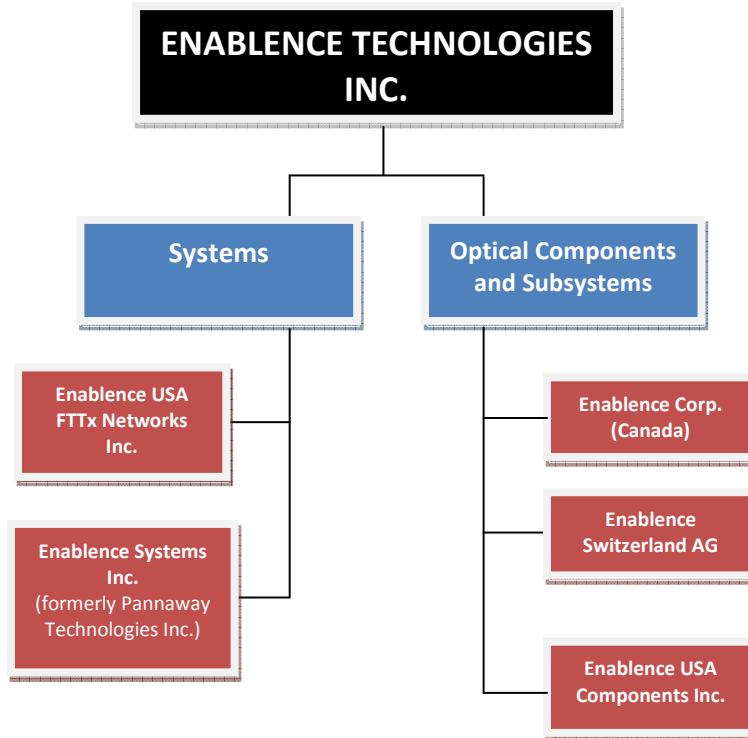 ENABLENCE TECHNOLOGIES
INC.
Systems
Optical Components
and Subsystems
Enablence USA
FTTx Networks
Inc.
Enablence Systems
Inc.
(formerly Pannaway
Technologies Inc.)
Enablence Corp.
(Canada)
Enablence
Switzerland AG
Enablence USA
Components Inc.